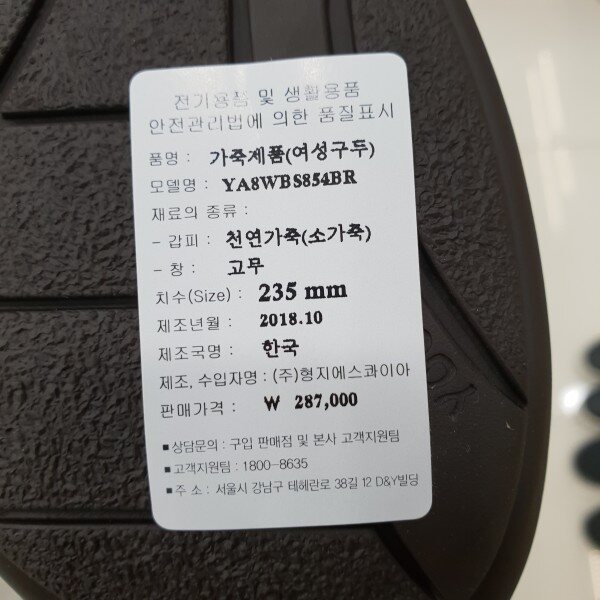 전기용품 및 생활용품
안전관리법에 의한 품질표시
품명 : 가죽제품(여성구두)
모델명 : YA8WBS854BR
재료의 종류 :
- 갑피 : 천연가죽(소가죽)
- 창 : 고무
치수(Size) : 235 mm
제조년월 : 2018.10
제조국명 : 한국
제조, 수입자명 : (주)형지에스콰이아
판매가격 : ₩ 287,000
■ 상담문의 : 구입 판매점 및 본사 고객지원팀
■ 고객지원팀 : 1800-8635
■ 주 소 : 서울시 강남구 테헤란로 38길 12 D&Y빌딩